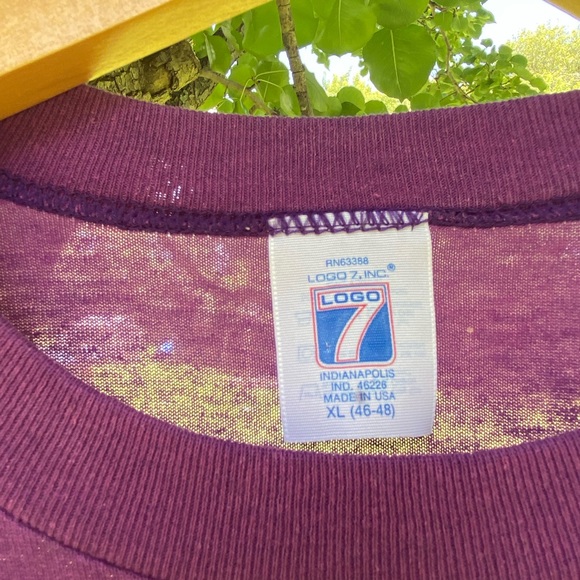 RN63388
LOGO 7, INC.®
LOGO
7
INDIANAPOLIS
IND. 46226
MADE IN USA
XL (46-48)